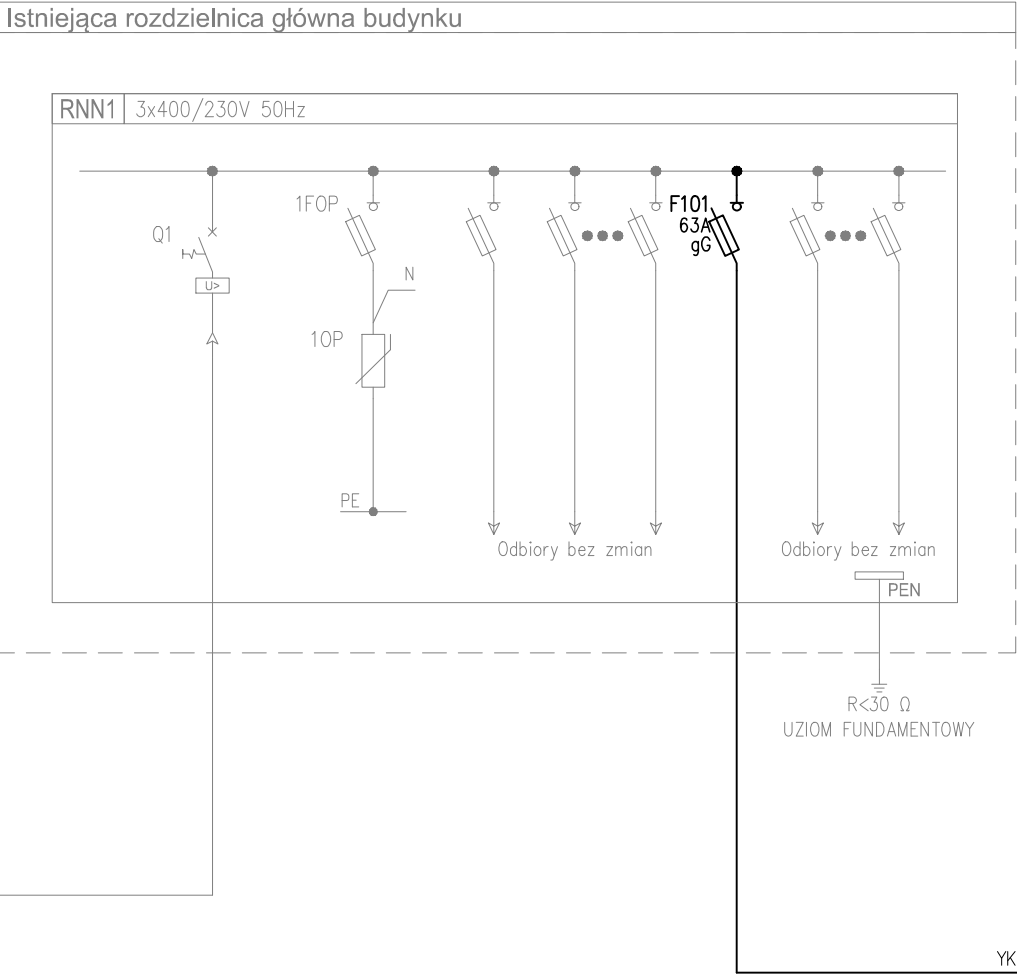 Istniejąca rozdzielnica główna budynku
RNN1 3x400/230V 50Hz
1FOP
F101
63A
gG
Q1
U>
N
1OP
PE
Odbiory bez zmian
Odbiory bez zmian
PEN
R<30 Ω
UZIOM FUNDAMENTOWY
YK